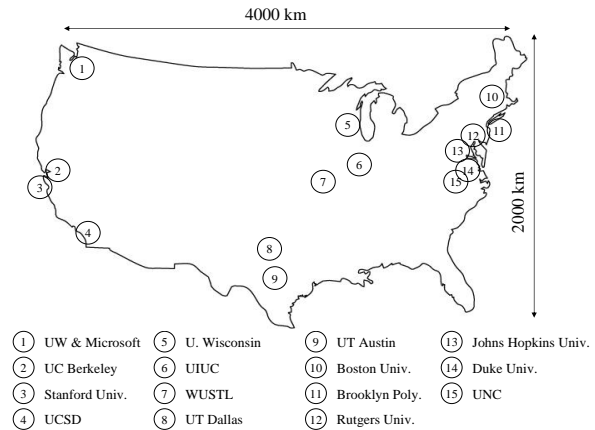 4000 km
1
10
5
12
11
13
6
2
14
7
15
3
4
2000 km
8
9
1 UW & Microsoft
5 U. Wisconsin
9 UT Austin
13 Johns Hopkins Univ.
2 UC Berkeley
6 UIUC
10 Boston Univ.
14 Duke Univ.
3 Stanford Univ.
7 WUSTL
11 Brooklyn Poly.
15 UNC
4 UCSD
8 UT Dallas
12 Rutgers Univ.